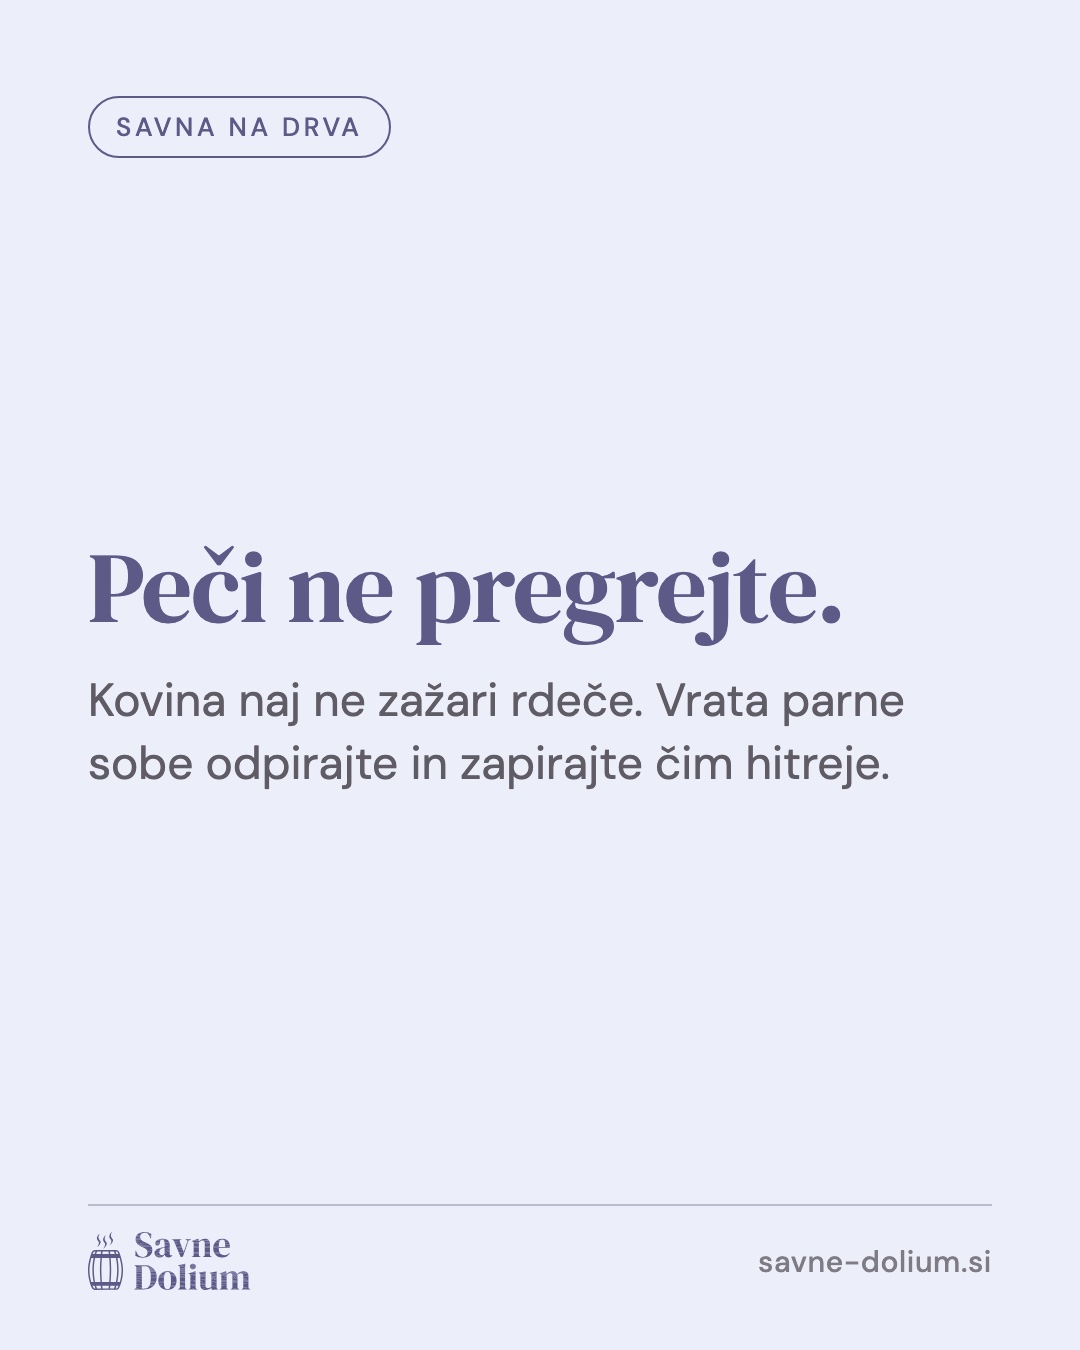 SAVNA NA DRVA
Peči ne pregrejte.
Kovina naj ne zažari rdeče. Vrata parne
sobe odpirajte in zapirajte čim hitreje.
Savne
Dolium
savne-dolium.si